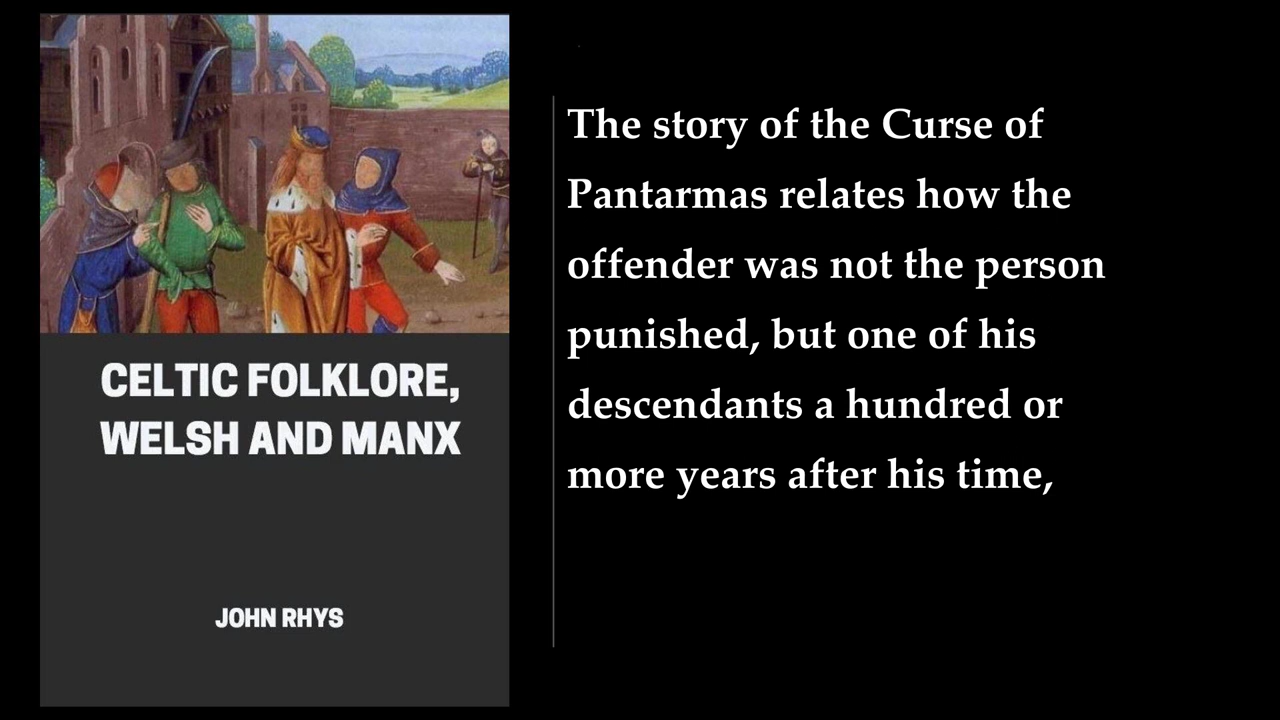 CELTIC FOLKLORE,
WELSH AND MANX
JOHN RHYS
The story of the Curse of
Pantarmas relates how the
offender was not the person
punished, but one of his
descendants a hundred or
more years after his time,